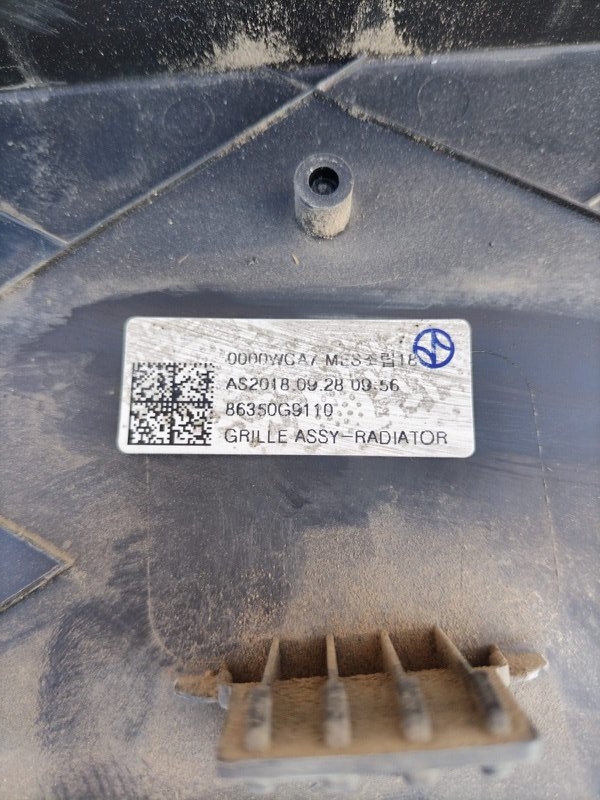 0000WGA7 MES조립18
AS2018.09.28 09:56
86350G9110
GRILLE ASSY-RADIATOR